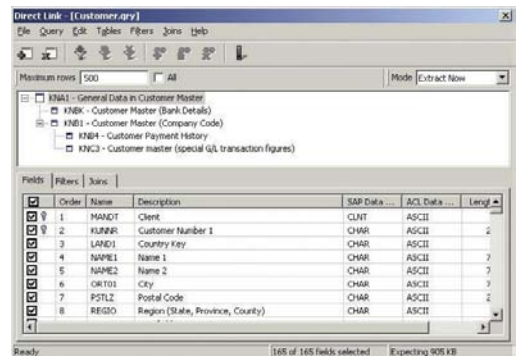 Direct Link - [Customer.qry]
File Query Edit Tables Filters Joins Help
Maximum rows 500 All Mode Extract Now
KNA1 - General Data in Customer Master
KNBK - Customer Master (Bank Details)
KNB1 - Customer Master (Company Code)
KNB4 - Customer Payment History
KNC3 - Customer master (special G/L transaction figures)
Fields Filters Joins
Order Name Description SAP Data ... ACL Data ... Lengt
1 MANDT Client CLNT ASCII
2 KUNNR Customer Number 1 CHAR ASCII 2
3 LAND1 Country Key CHAR ASCII
4 NAME1 Name 1 CHAR ASCII 7
5 NAME2 Name 2 CHAR ASCII 7
6 ORT01 City CHAR ASCII 7
7 PSTLZ Postal Code CHAR ASCII 2
8 REGIO Region (State, Province, County) CHAR ASCII
Ready 165 of 165 fields selected Expecting 905 KB